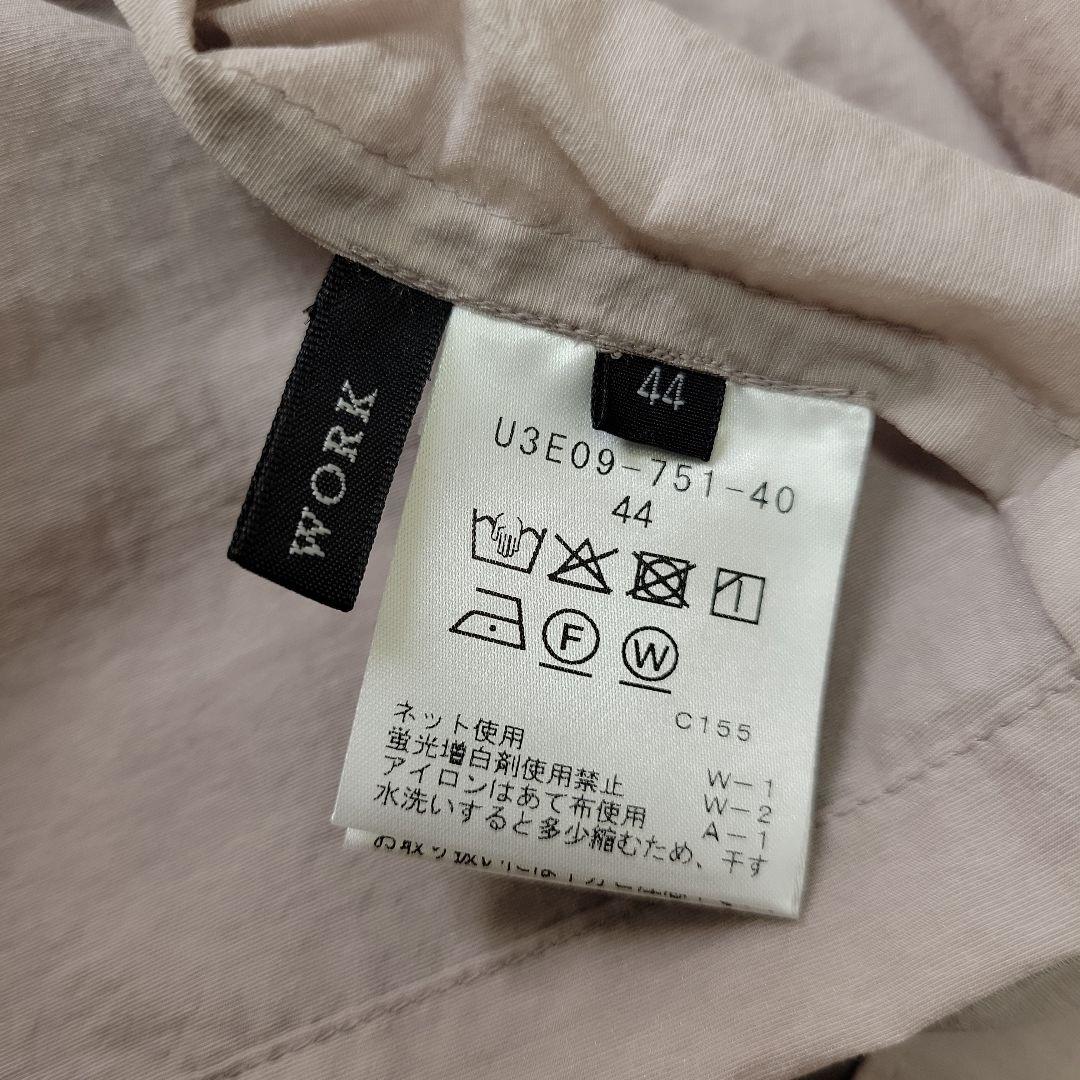 WORK
44
U3E09-751-40
44
F W
C155
ネット使用 W-1
蛍光増白剤使用禁止 W-2
アイロンはあて布使用 A-1
水洗いすると多少縮むため、干す